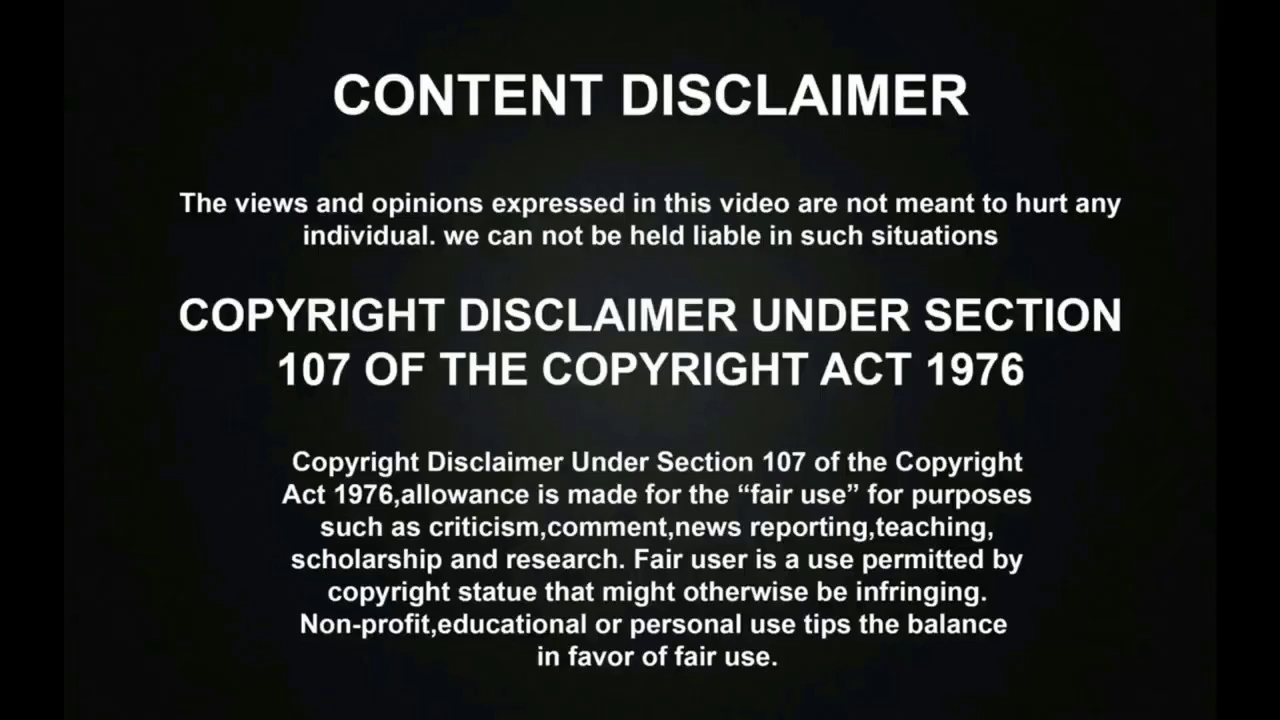 CONTENT DISCLAIMER
The views and opinions expressed in this video are not meant to hurt any
individual. we can not be held liable in such situations
COPYRIGHT DISCLAIMER UNDER SECTION
107 OF THE COPYRIGHT ACT 1976
Copyright Disclaimer Under Section 107 of the Copyright
Act 1976,allowance is made for the “fair use” for purposes
such as criticism,comment,news reporting,teaching,
scholarship and research. Fair user is a use permitted by
copyright statue that might otherwise be infringing.
Non-profit,educational or personal use tips the balance
in favor of fair use.